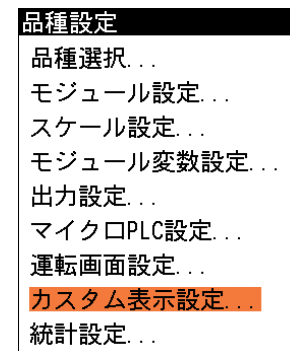 品種設定
品種選択...
モジュール設定...
スケール設定...
モジュール変数設定...
出力設定...
マイクロPLC設定...
運転画面設定...
カスタム表示設定...
統計設定...